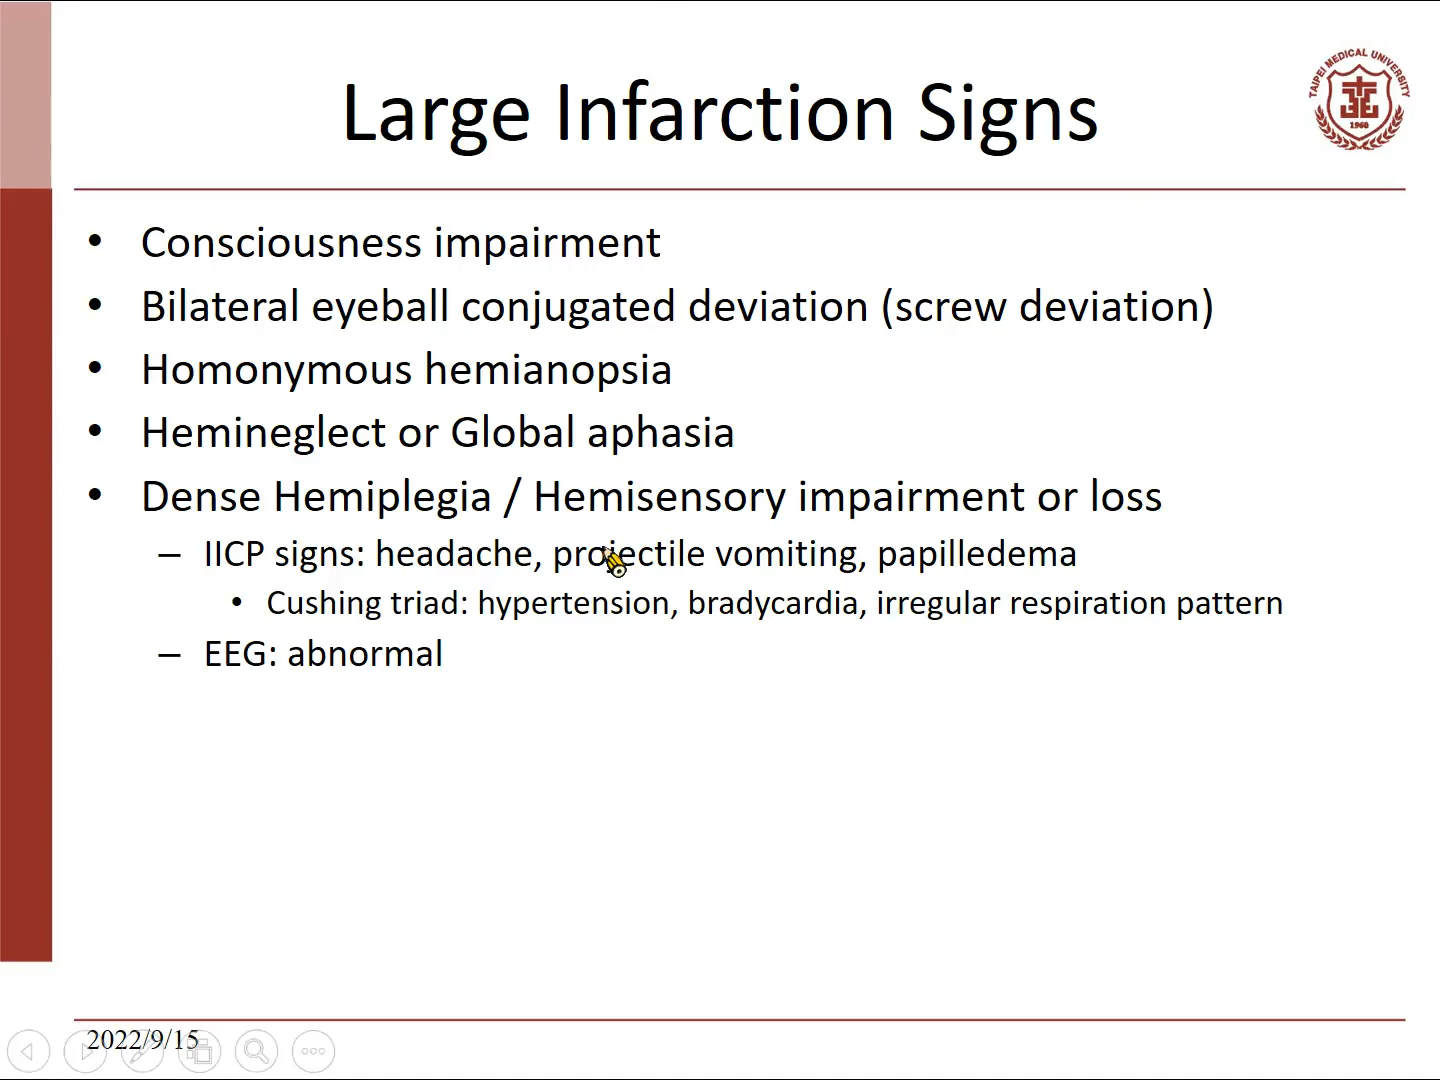 Large Infarction Signs
TAIPEI MEDICAL UNIVERSITY
1960
• Consciousness impairment
• Bilateral eyeball conjugated deviation (screw deviation)
• Homonymous hemianopsia
• Hemineglect or Global aphasia
• Dense Hemiplegia / Hemisensory impairment or loss
– IICP signs: headache, projectile vomiting, papilledema
• Cushing triad: hypertension, bradycardia, irregular respiration pattern
– EEG: abnormal
2022/9/15